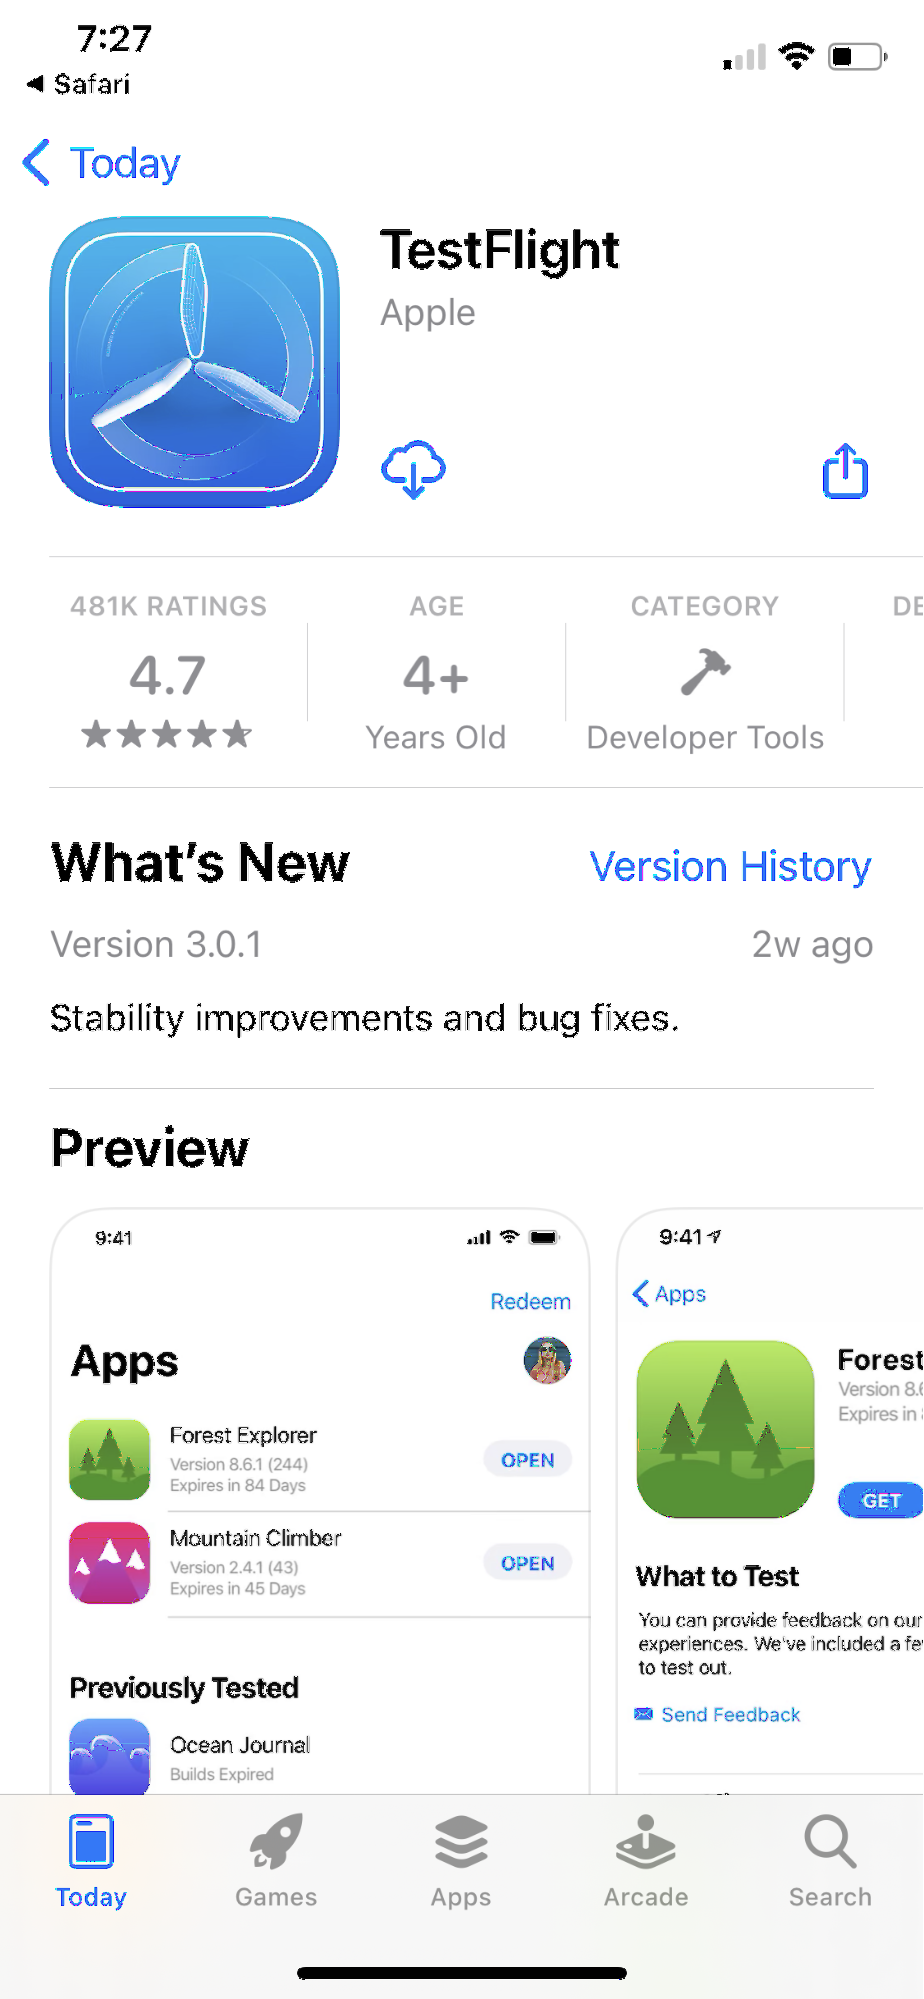 7:27
Safari
Today
TestFlight
Apple
481K RATINGS
AGE
CATEGORY
DE
4.7
4+
Years Old
Developer Tools
What's New
Version History
Version 3.0.1
2w ago
Stability improvements and bug fixes.
Preview
9:41
Redeem
Apps
Forest Explorer
Version 8.6.1 (244)
Expires in 84 Days
OPEN
Mountain Climber
Version 2.4.1 (43)
Expires in 45 Days
OPEN
Previously Tested
Ocean Journal
Builds Expired
9:41
Apps
Forest
Version 8.6
Expires in
GET
What to Test
You can provide feedback on our
experiences. We've included a fe
to test out.
Send Feedback
Today
Games
Apps
Arcade
Search